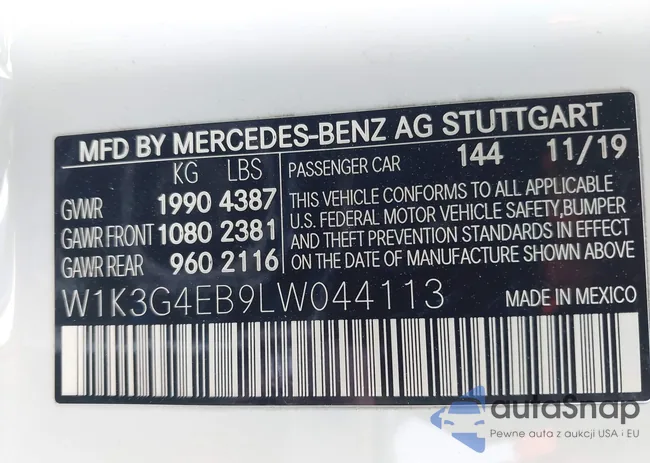 MFD BY MERCEDES-BENZ AG STUTTGART
KG LBS PASSENGER CAR 144 11/19
GVWR 1990 4387
GAWR FRONT 1080 2381
GAWR REAR 960 2116
THIS VEHICLE CONFORMS TO ALL APPLICABLE
U.S. FEDERAL MOTOR VEHICLE SAFETY,BUMPER
AND THEFT PREVENTION STANDARDS IN EFFECT
ON THE DATE OF MANUFACTURE SHOWN ABOVE
W1K3G4EB9LW044113 MADE IN MEXICO
autaSnap
Pewne auta z aukcji USA i EU